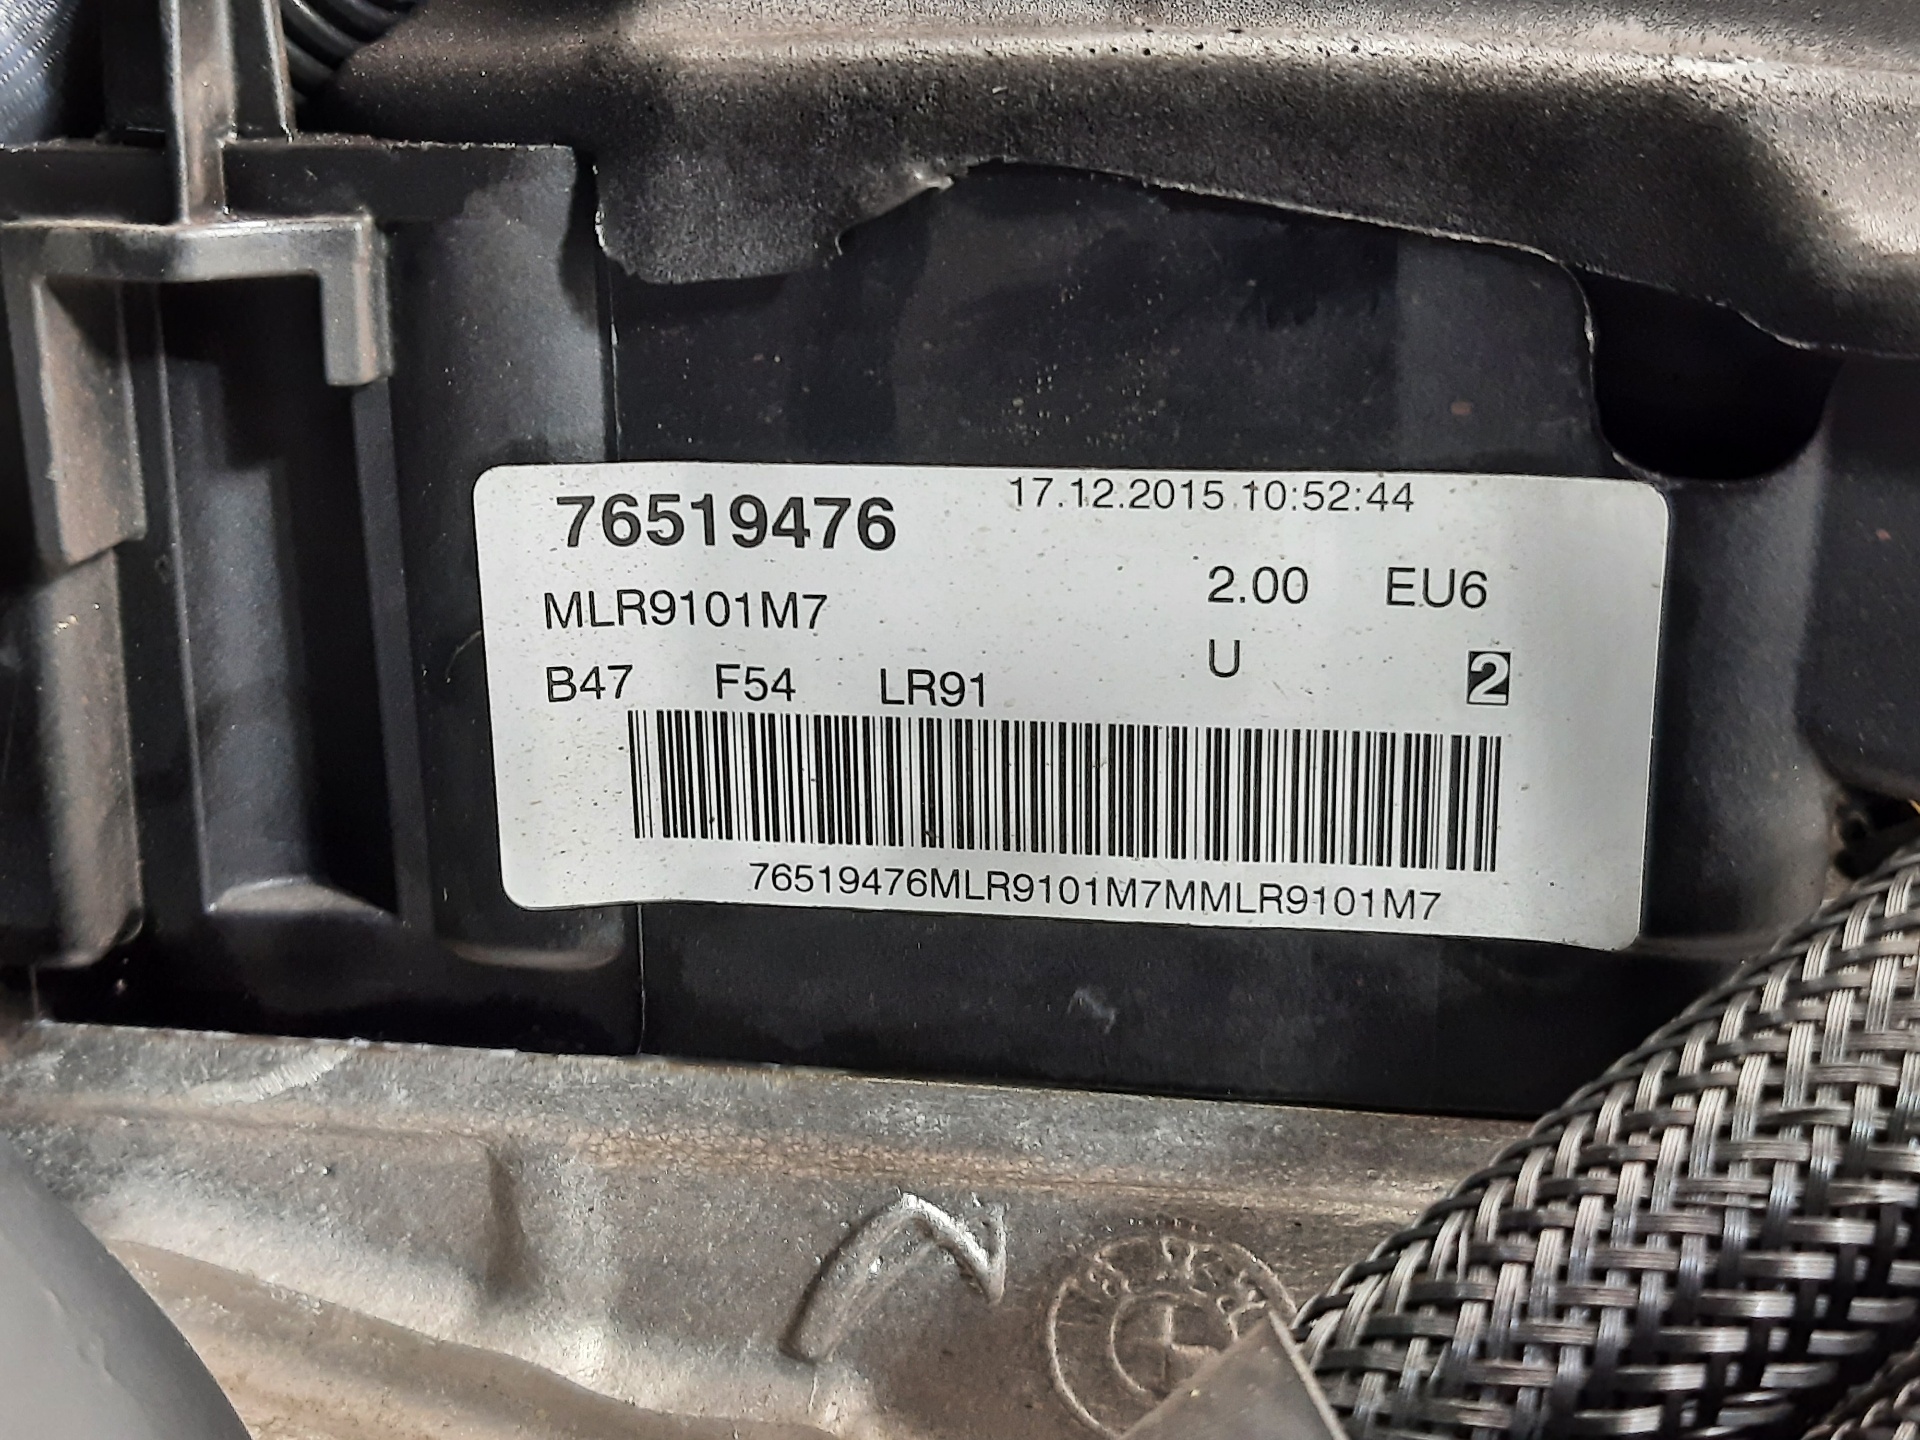 76519476 17.12.2015 10:52:44
MLR9101M7 2.00 EU6
B47 F54 LR91 U 2
76519476MLR9101M7MMLR9101M7